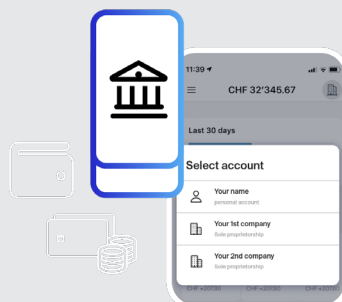 11:39
CHF 32'345.67
Last 30 days
Select account
Your name
personal account
Your 1st company
Sole proprietorship
Your 2nd company
Sole proprietorship